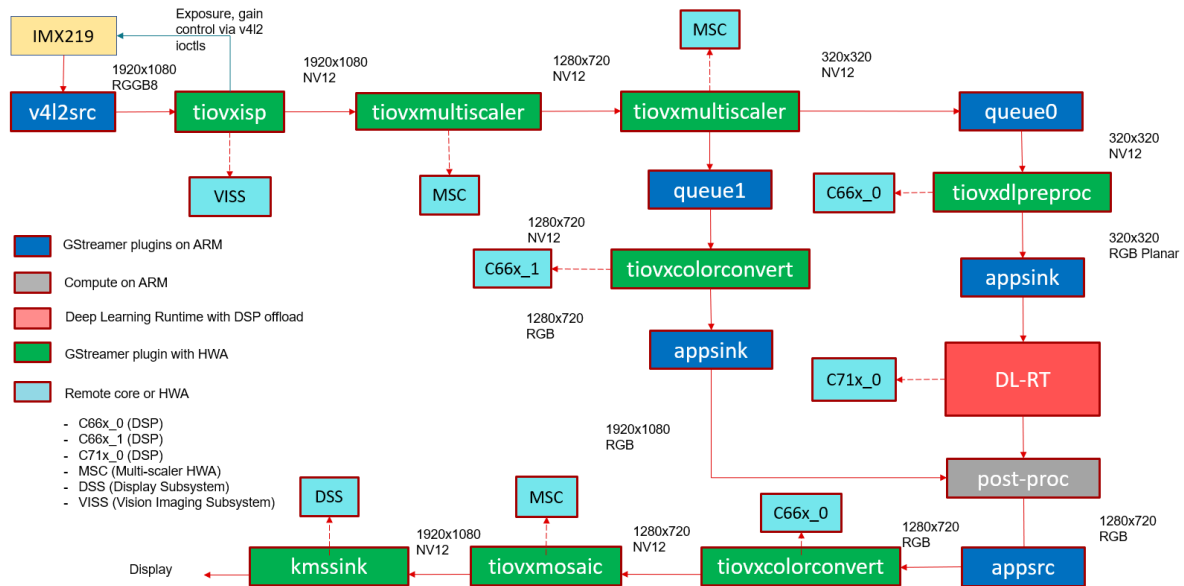 Exposure, gain
control via v4l2
ioctls
IMX219
MSC
1920x1080
RGGB8
1920x1080
NV12
1280x720
NV12
320x320
NV12
v4l2src
tiovxisp
tiovxmultiscaler
tiovxmultiscaler
queue0
320x320
NV12
VISS
MSC
queue1
C66x_0
tiovxdlpreproc
1280x720
NV12
320x320
RGB Planar
GStreamer plugins on ARM
C66x_1
tiovxcolorconvert
appsink
Compute on ARM
1280x720
RGB
Deep Learning Runtime with DSP offload
appsink
GStreamer plugin with HWA
C71x_0
DL-RT
Remote core or HWA
- C66x_0 (DSP)
- C66x_1 (DSP)
- C71x_0 (DSP)
- MSC (Multi-scaler HWA)
- DSS (Display Subsystem)
- VISS (Vision Imaging Subsystem)
1920x1080
RGB
post-proc
DSS
MSC
C66x_0
1920x1080
NV12
1280x720
NV12
1280x720
RGB
1280x720
RGB
Display
kmssink
tiovxmosaic
tiovxcolorconvert
appsrc